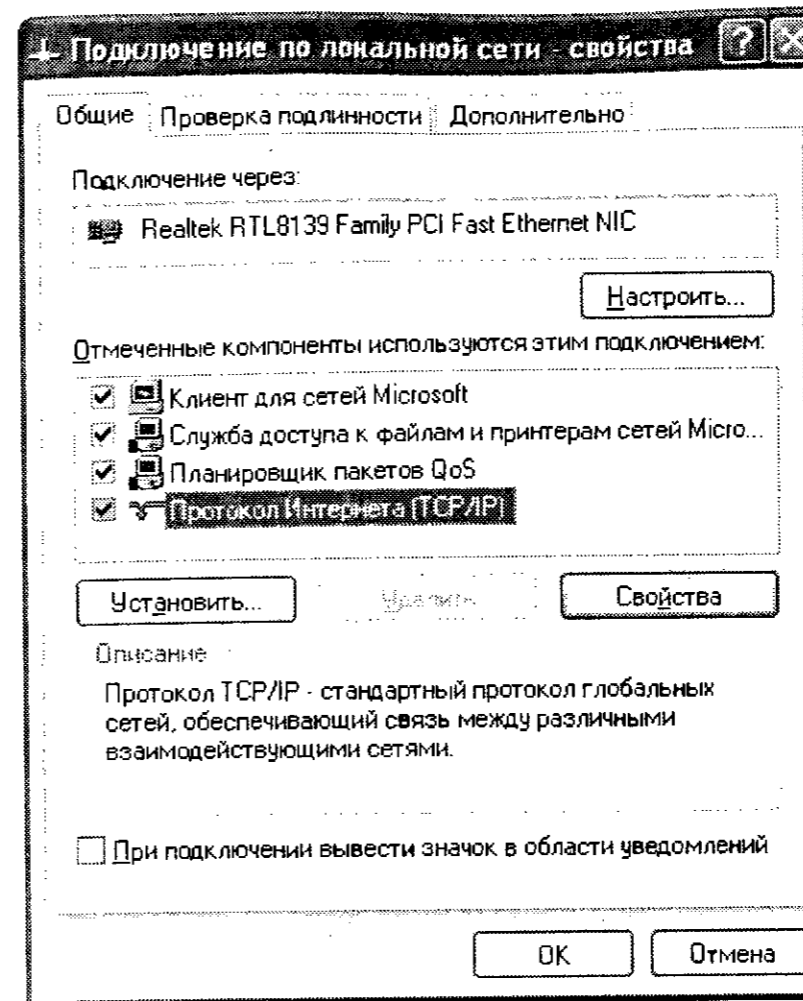 Подключение по локальной сети - свойства
Общие Проверка подлинности Дополнительно
Подключение через:
Realtek RTL8139 Family PCI Fast Ethernet NIC
Настроить...
Отмеченные компоненты используются этим подключением:
Клиент для сетей Microsoft
Служба доступа к файлам и принтерам сетей Micro...
Планировщик пакетов QoS
Протокол Интернета (TCP/IP)
Установить... Удалить Свойства
Описание
Протокол TCP/IP - стандартный протокол глобальных
сетей, обеспечивающий связь между различными
взаимодействующими сетями.
При подключении вывести значок в области уведомлений
OK Отмена